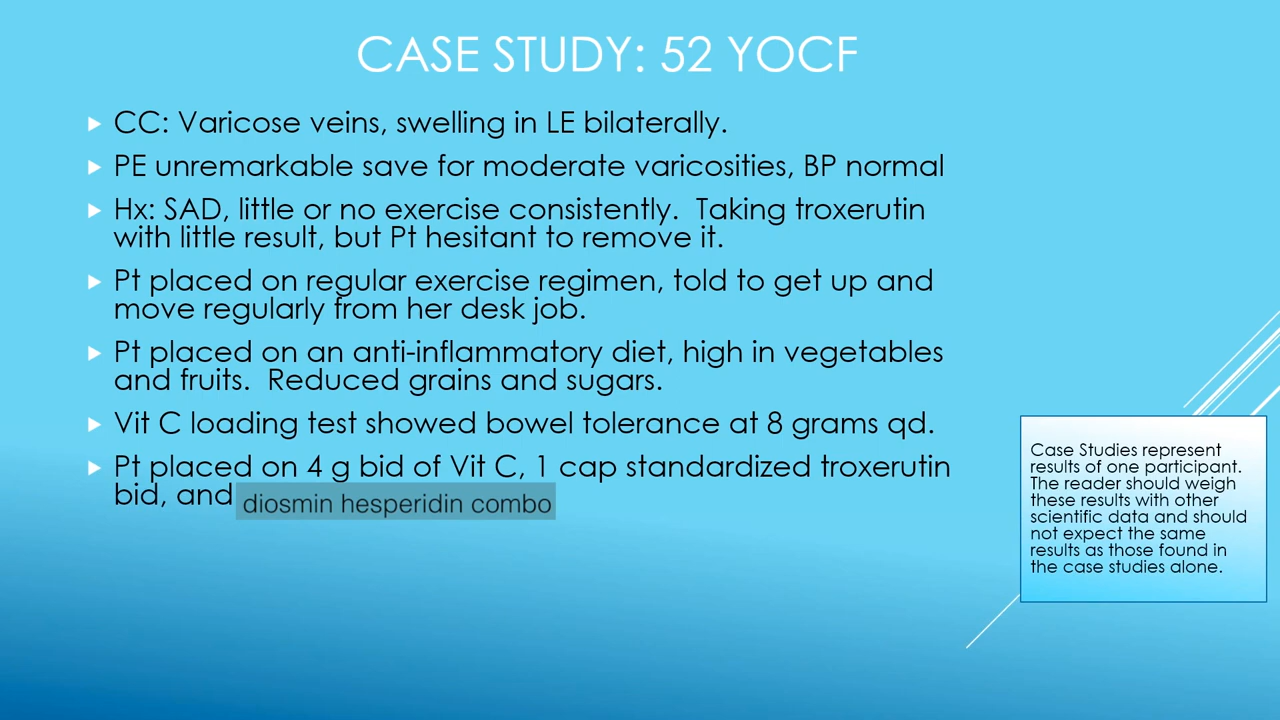 CASE STUDY: 52 YOCF
CC: Varicose veins, swelling in LE bilaterally.
PE unremarkable save for moderate varicosities, BP normal
Hx: SAD, little or no exercise consistently. Taking troxerutin
with little result, but Pt hesitant to remove it.
Pt placed on regular exercise regimen, told to get up and
move regularly from her desk job.
Pt placed on an anti-inflammatory diet, high in vegetables
and fruits. Reduced grains and sugars.
Vit C loading test showed bowel tolerance at 8 grams qd.
Pt placed on 4 g bid of Vit C, 1 cap standardized troxerutin
bid, and diosmin hesperidin combo
Case Studies represent
results of one participant.
The reader should weigh
these results with other
scientific data and should
not expect the same
results as those found in
the case studies alone.